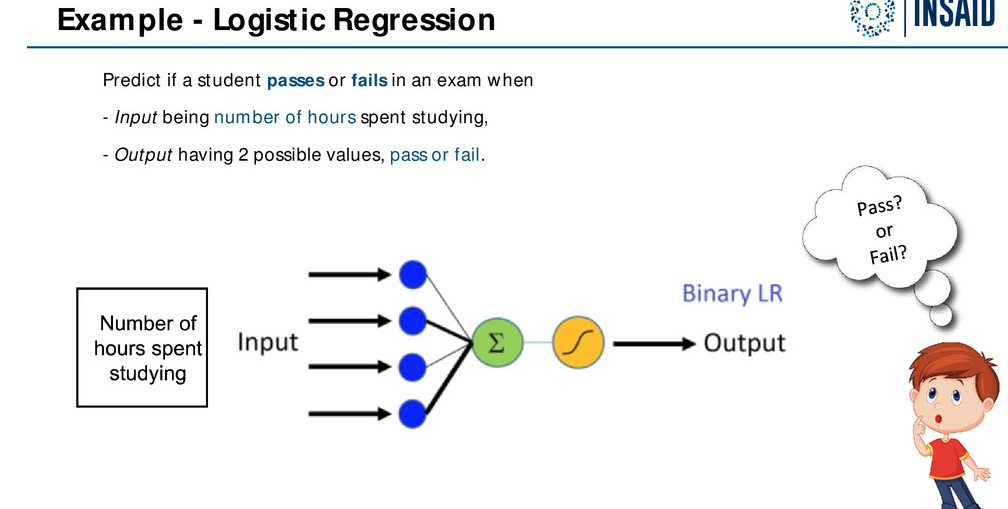 Example - Logistic Regression
INSAID
Predict if a student passes or fails in an exam when
- Input being number of hours spent studying,
- Output having 2 possible values, pass or fail.
Pass?
or
Fail?
Binary LR
Number of
hours spent
studying
Input
Σ
Output